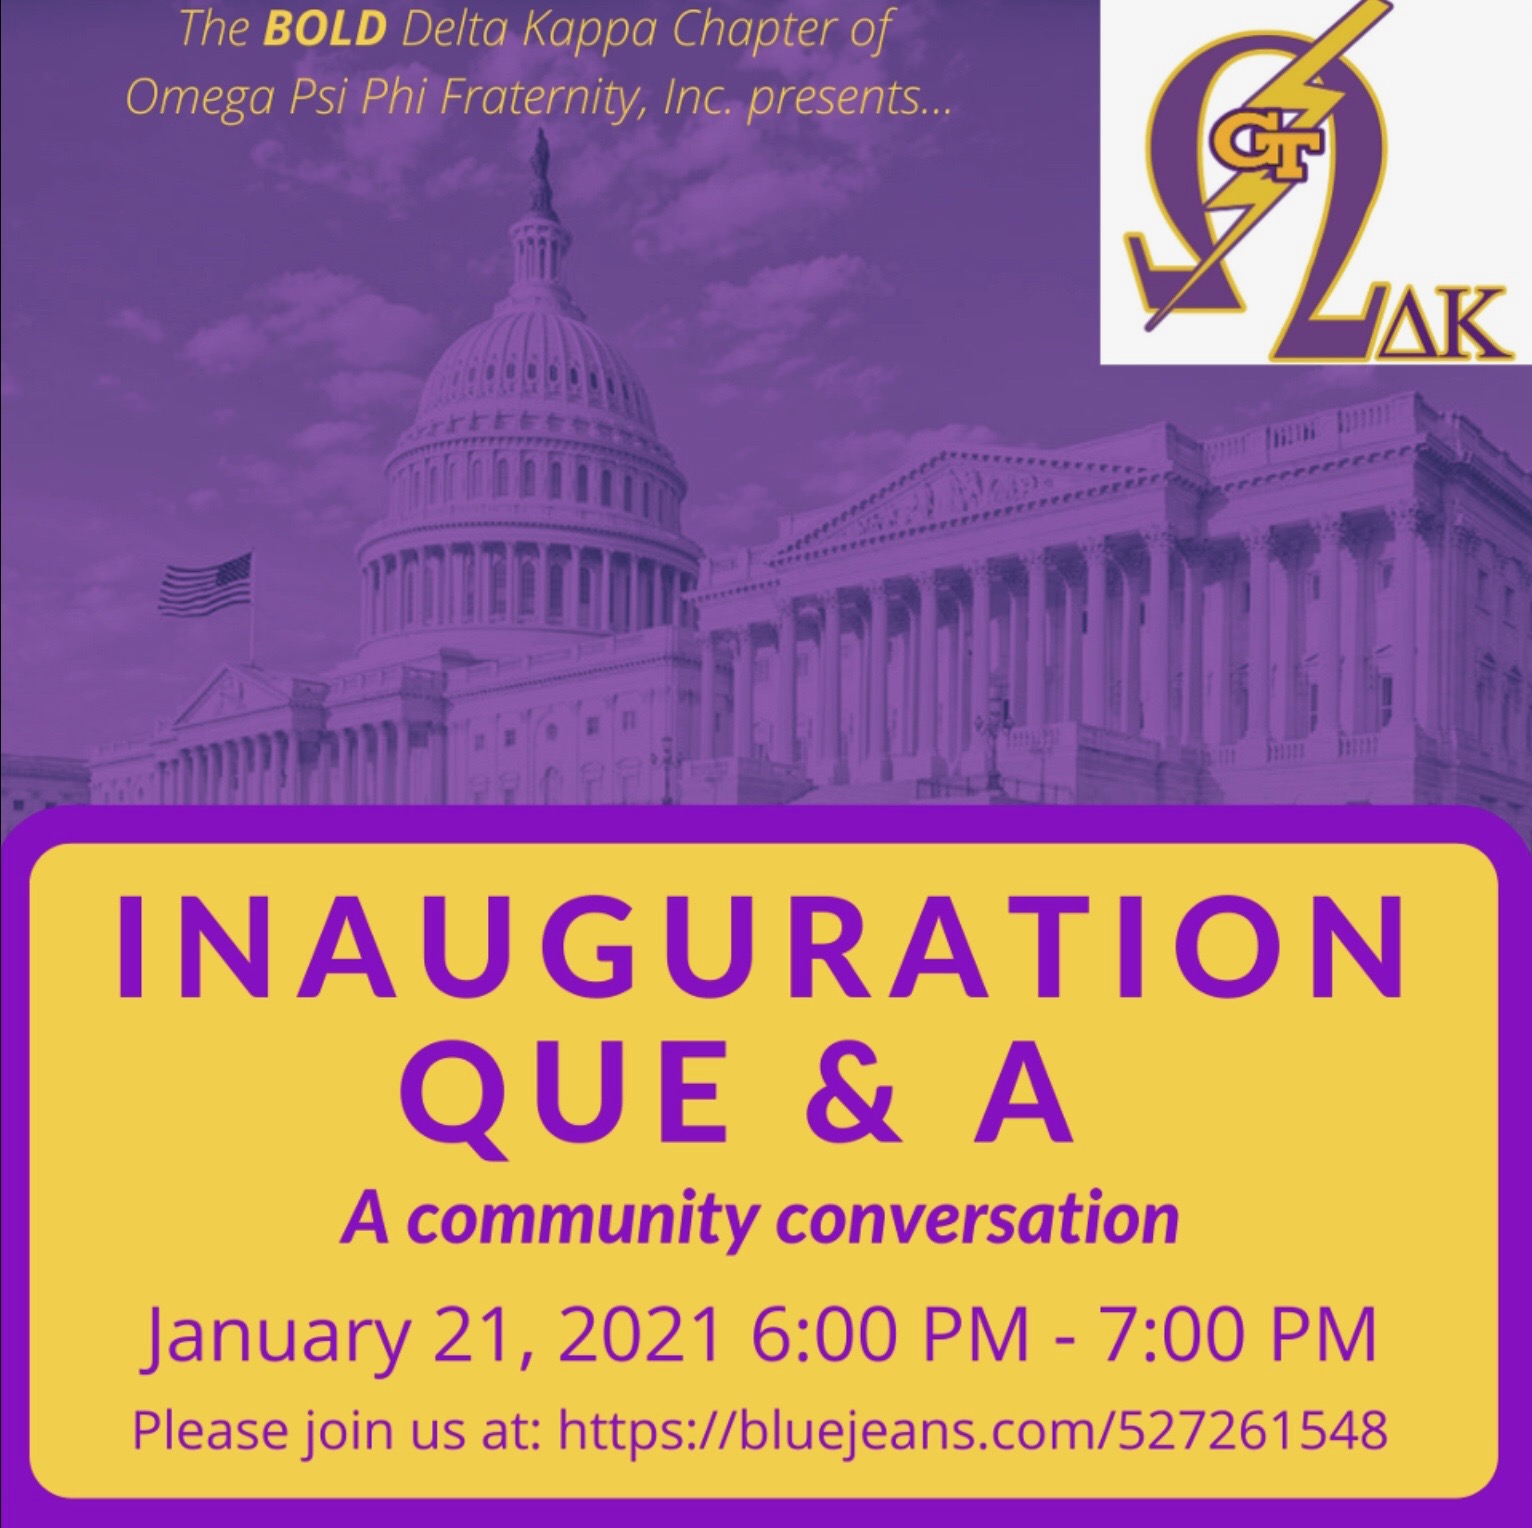 The BOLD Delta Kappa Chapter of
Omega Psi Phi Fraternity, Inc. presents...
Ω
GT
ΔK
INAUGURATION
QUE & A
A community conversation
January 21, 2021 6:00 PM - 7:00 PM
Please join us at: https://bluejeans.com/527261548